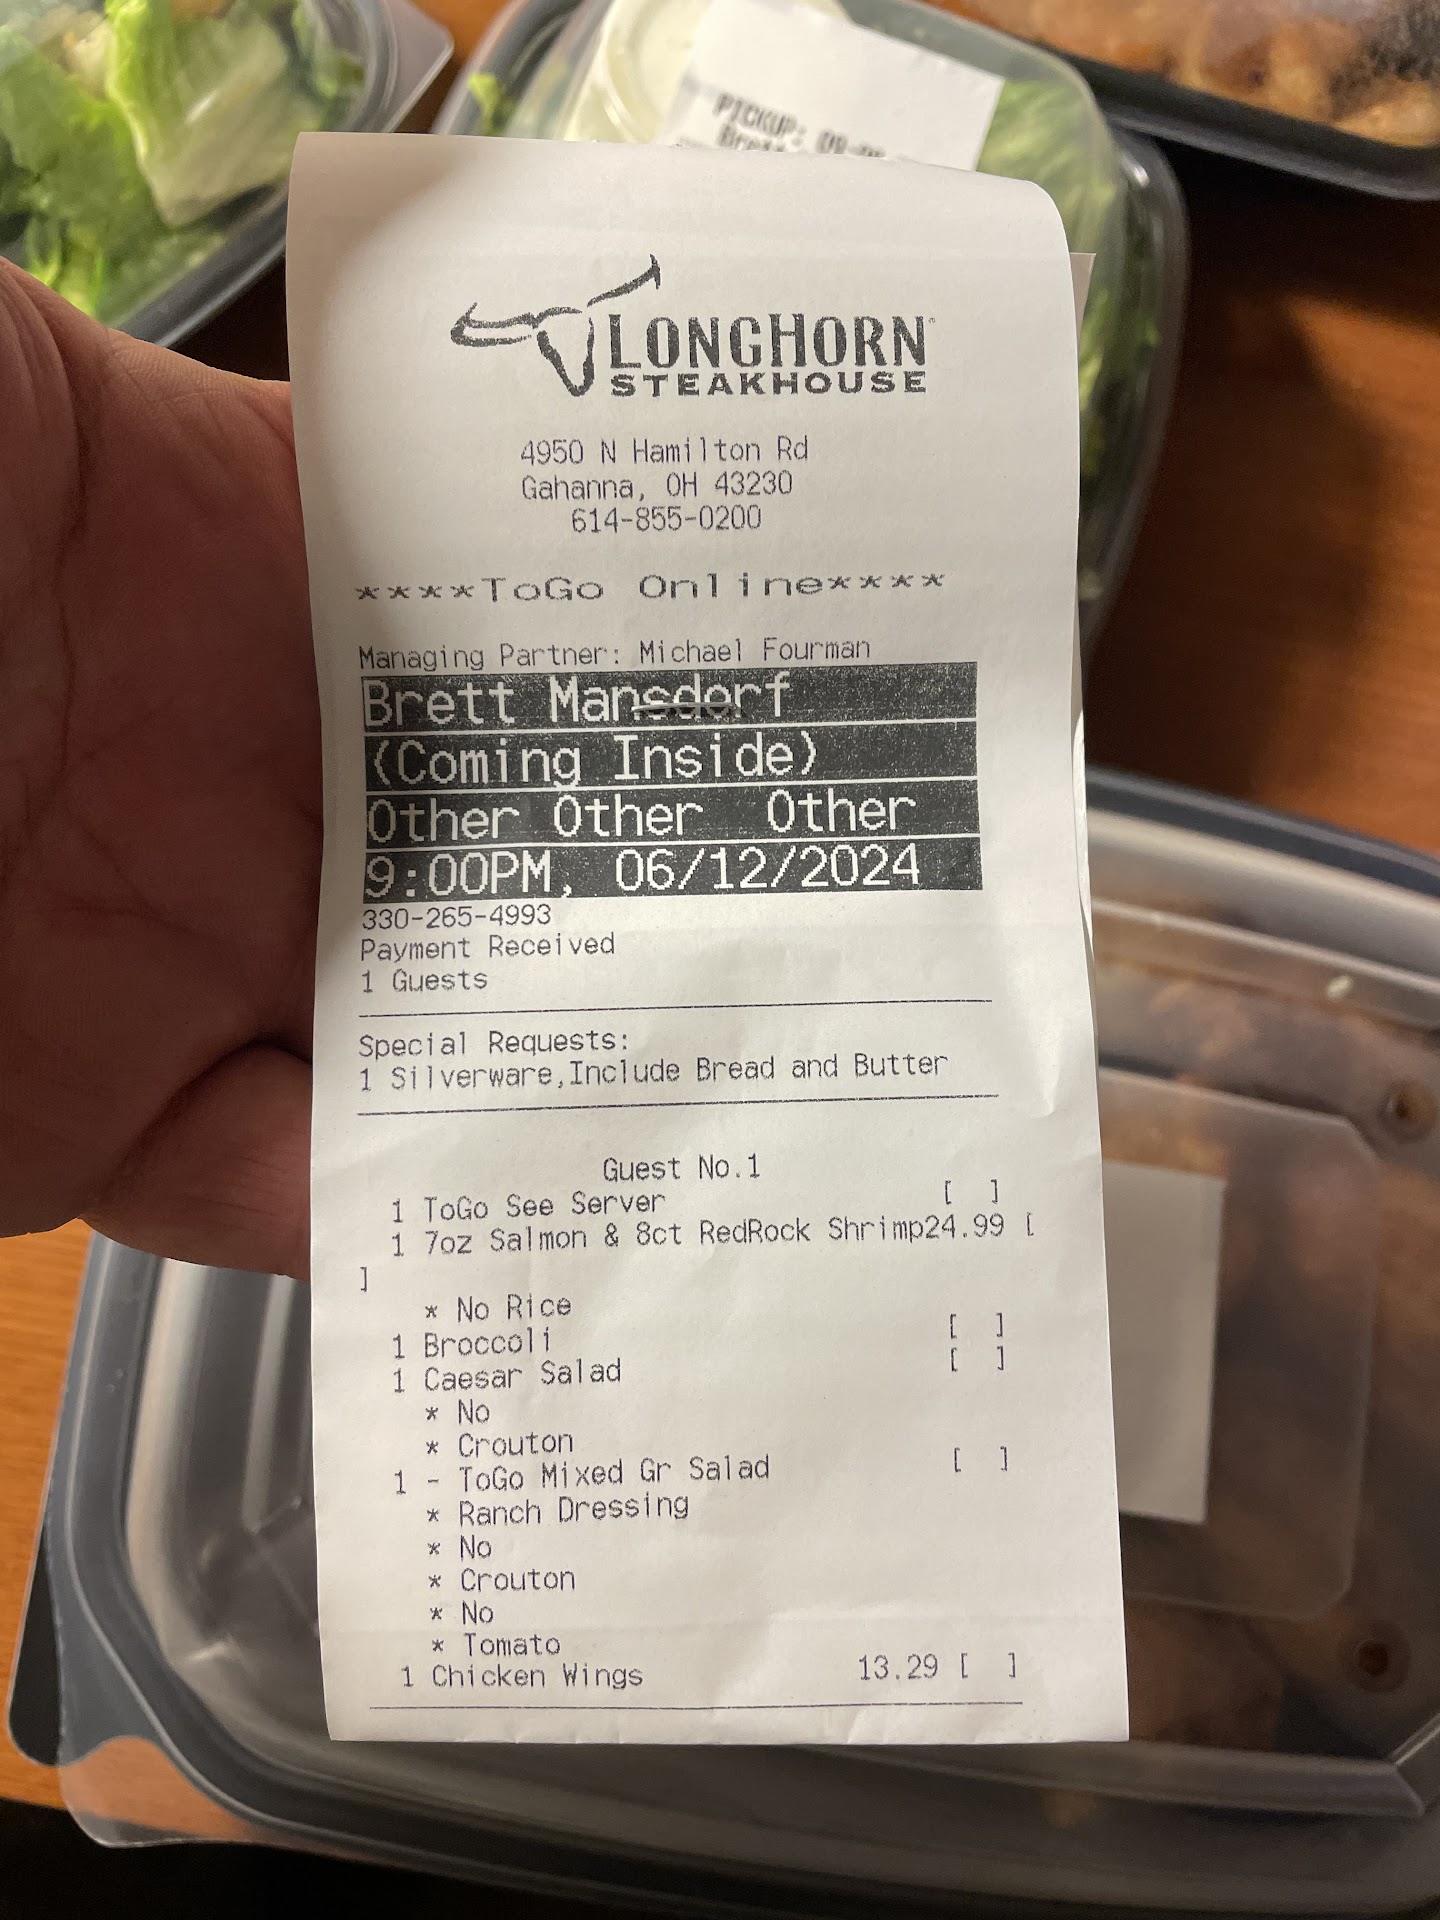 PICKUP:
LONGHORN
STEAKHOUSE
4950 N Hamilton Rd
Gahanna, OH 43230
614-855-0200
****ToGo Online****
Managing Partner: Michael Fourman
Brett Mansdorf
(Coming Inside)
Other Other  Other
9:00PM, 06/12/2024
330-265-4993
Payment Received
1 Guests
Special Requests:
1 Silverware,Include Bread and Butter
Guest No.1
1 ToGo See Server [ ]
1 7oz Salmon & 8ct RedRock Shrimp24.99 [
]
* No Rice
1 Broccoli [ ]
1 Caesar Salad [ ]
* No
* Crouton
1 - ToGo Mixed Gr Salad [ ]
* Ranch Dressing
* No
* Crouton
* No
* Tomato
1 Chicken Wings 13.29 [ ]